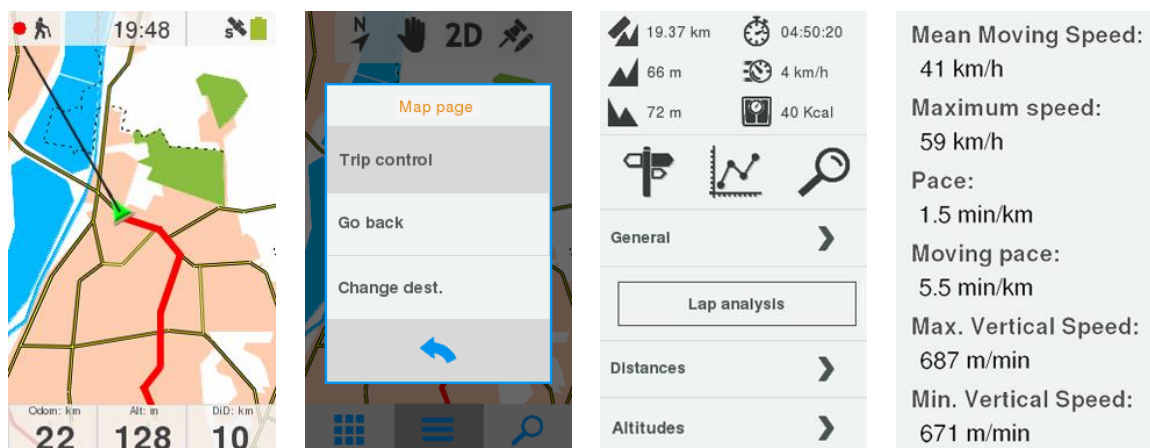 19:48
S
Odom: km
Alt: m
DiD: km
22
128
10
N
2D
Map page
Trip control
Go back
Change dest.
19.37 km
04:50:20
66 m
4 km/h
72 m
40 Kcal
General
Lap analysis
Distances
Altitudes
Mean Moving Speed:
41 km/h
Maximum speed:
59 km/h
Pace:
1.5 min/km
Moving pace:
5.5 min/km
Max. Vertical Speed:
687 m/min
Min. Vertical Speed:
671 m/min